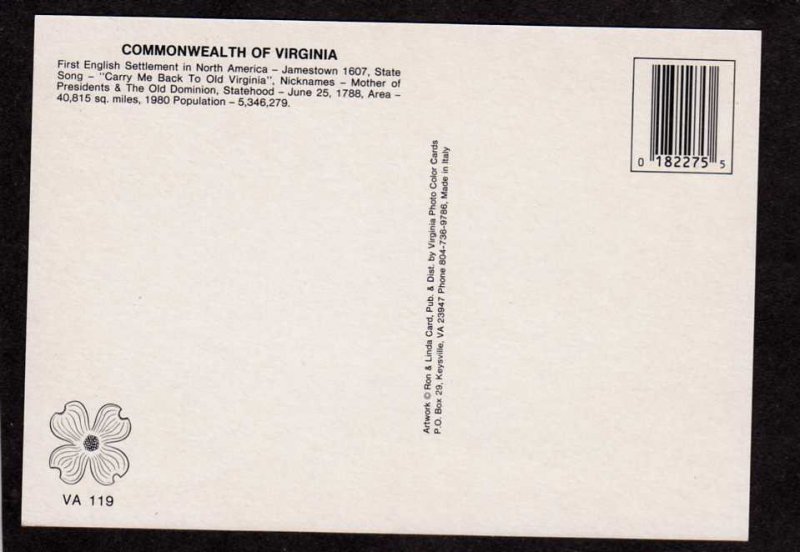 COMMONWEALTH OF VIRGINIA
First English Settlement in North America – Jamestown 1607, State
Song – "Carry Me Back To Old Virginia", Nicknames – Mother of
Presidents & The Old Dominion, Statehood – June 25, 1788, Area –
40,815 sq. miles, 1980 Population – 5,346,279.
0 182275 5
Artwork © Ron & Linda Card, Pub. & Dist. by Virginia Photo Color Cards
P.O. Box 29, Keysville, VA 23947 Phone 804-736-9786, Made in Italy
VA 119